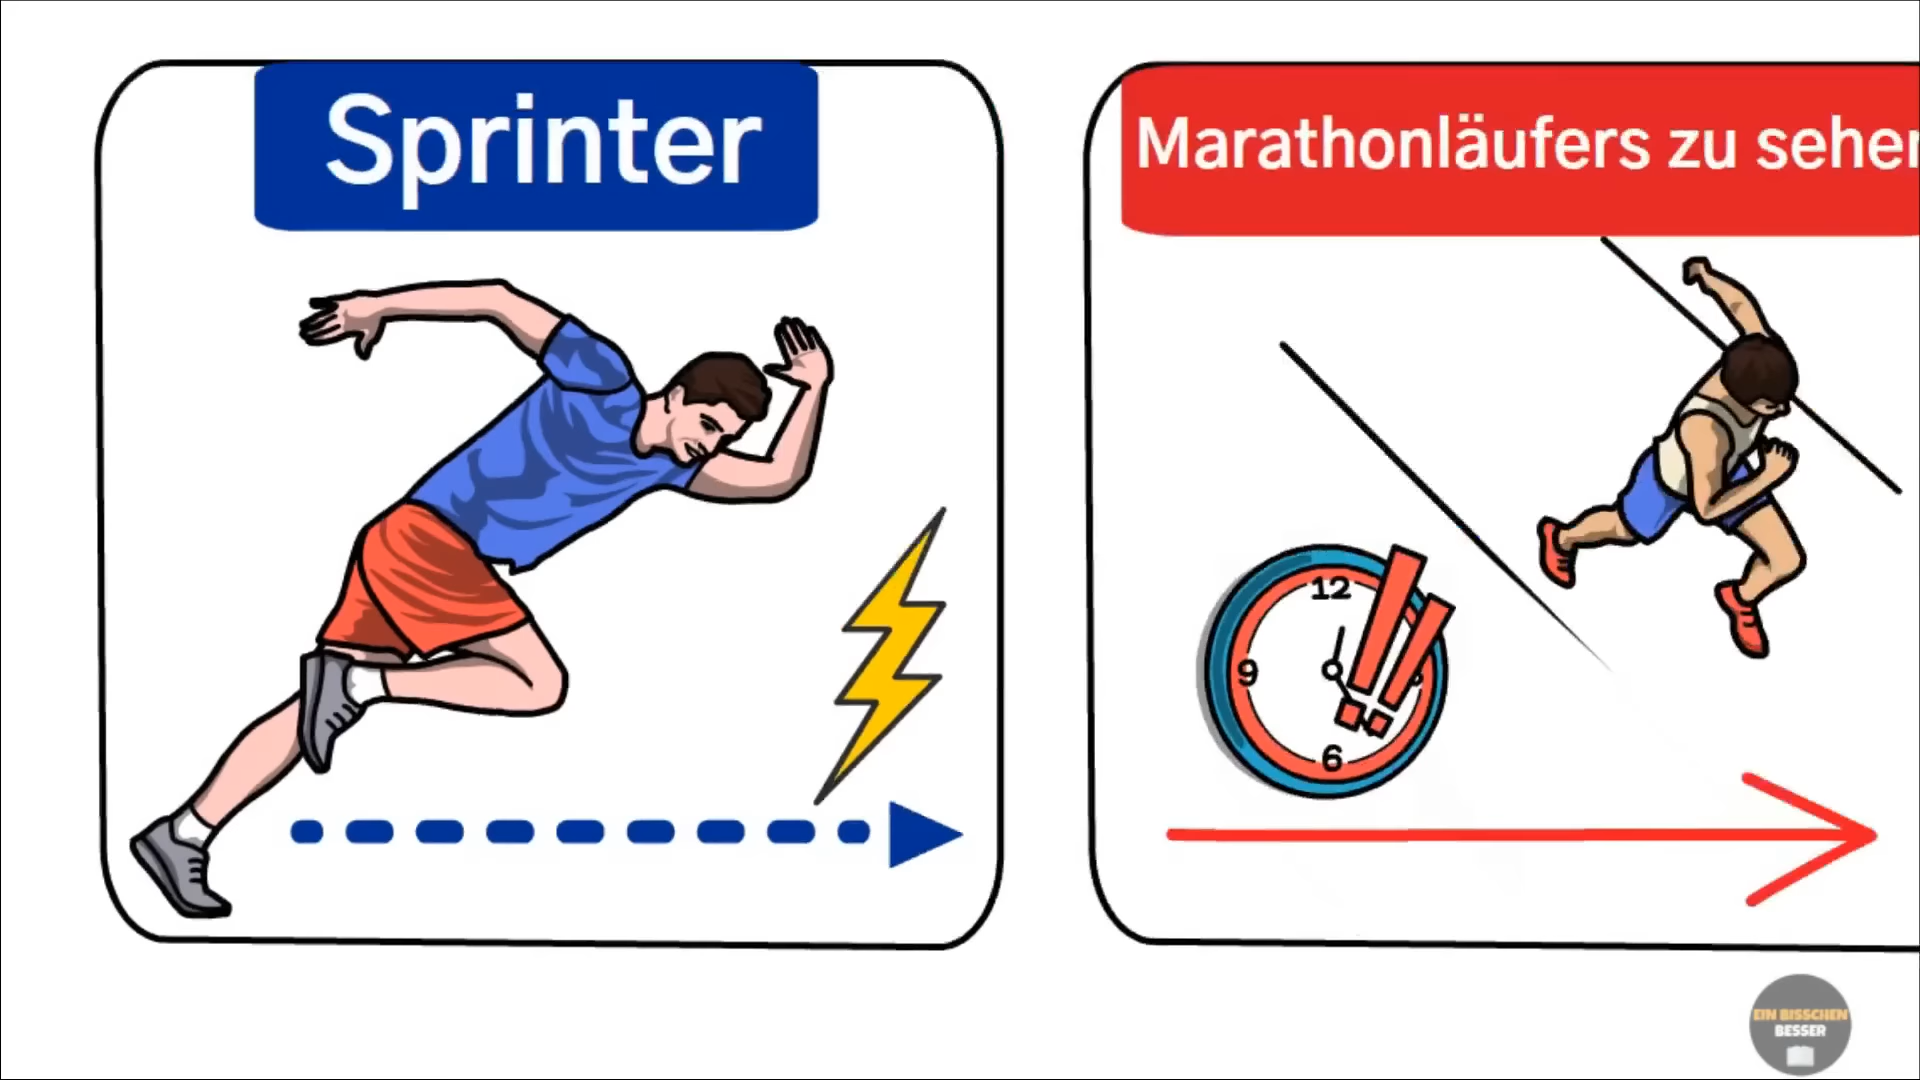 Sprinter
Marathonläufers zu sehen
12
9
6
EIN BISSCHEN
BESSER